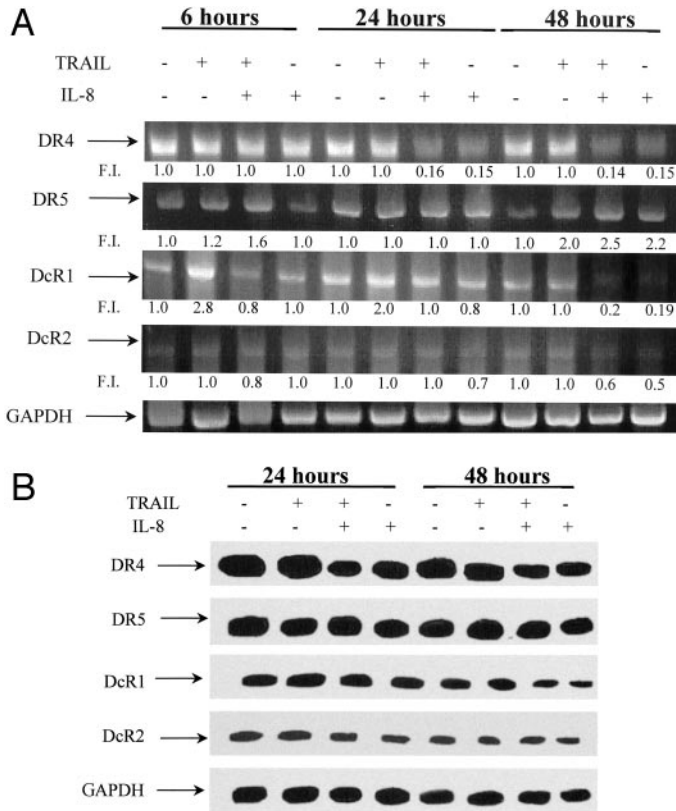 A
6 hours 24 hours 48 hours
TRAIL - + + - - + + - - + + -
IL-8 - - + + - - + + - - + +
DR4
F.I. 1.0 1.0 1.0 1.0 1.0 1.0 0.16 0.15 1.0 1.0 0.14 0.15
DR5
F.I. 1.0 1.2 1.6 1.0 1.0 1.0 1.0 1.0 1.0 2.0 2.5 2.2
DcR1
F.I. 1.0 2.8 0.8 1.0 1.0 2.0 1.0 0.8 1.0 1.0 0.2 0.19
DcR2
F.I. 1.0 1.0 0.8 1.0 1.0 1.0 1.0 0.7 1.0 1.0 0.6 0.5
GAPDH
B
24 hours 48 hours
TRAIL - + + - - + + -
IL-8 - - + + - - + +
DR4
DR5
DcR1
DcR2
GAPDH